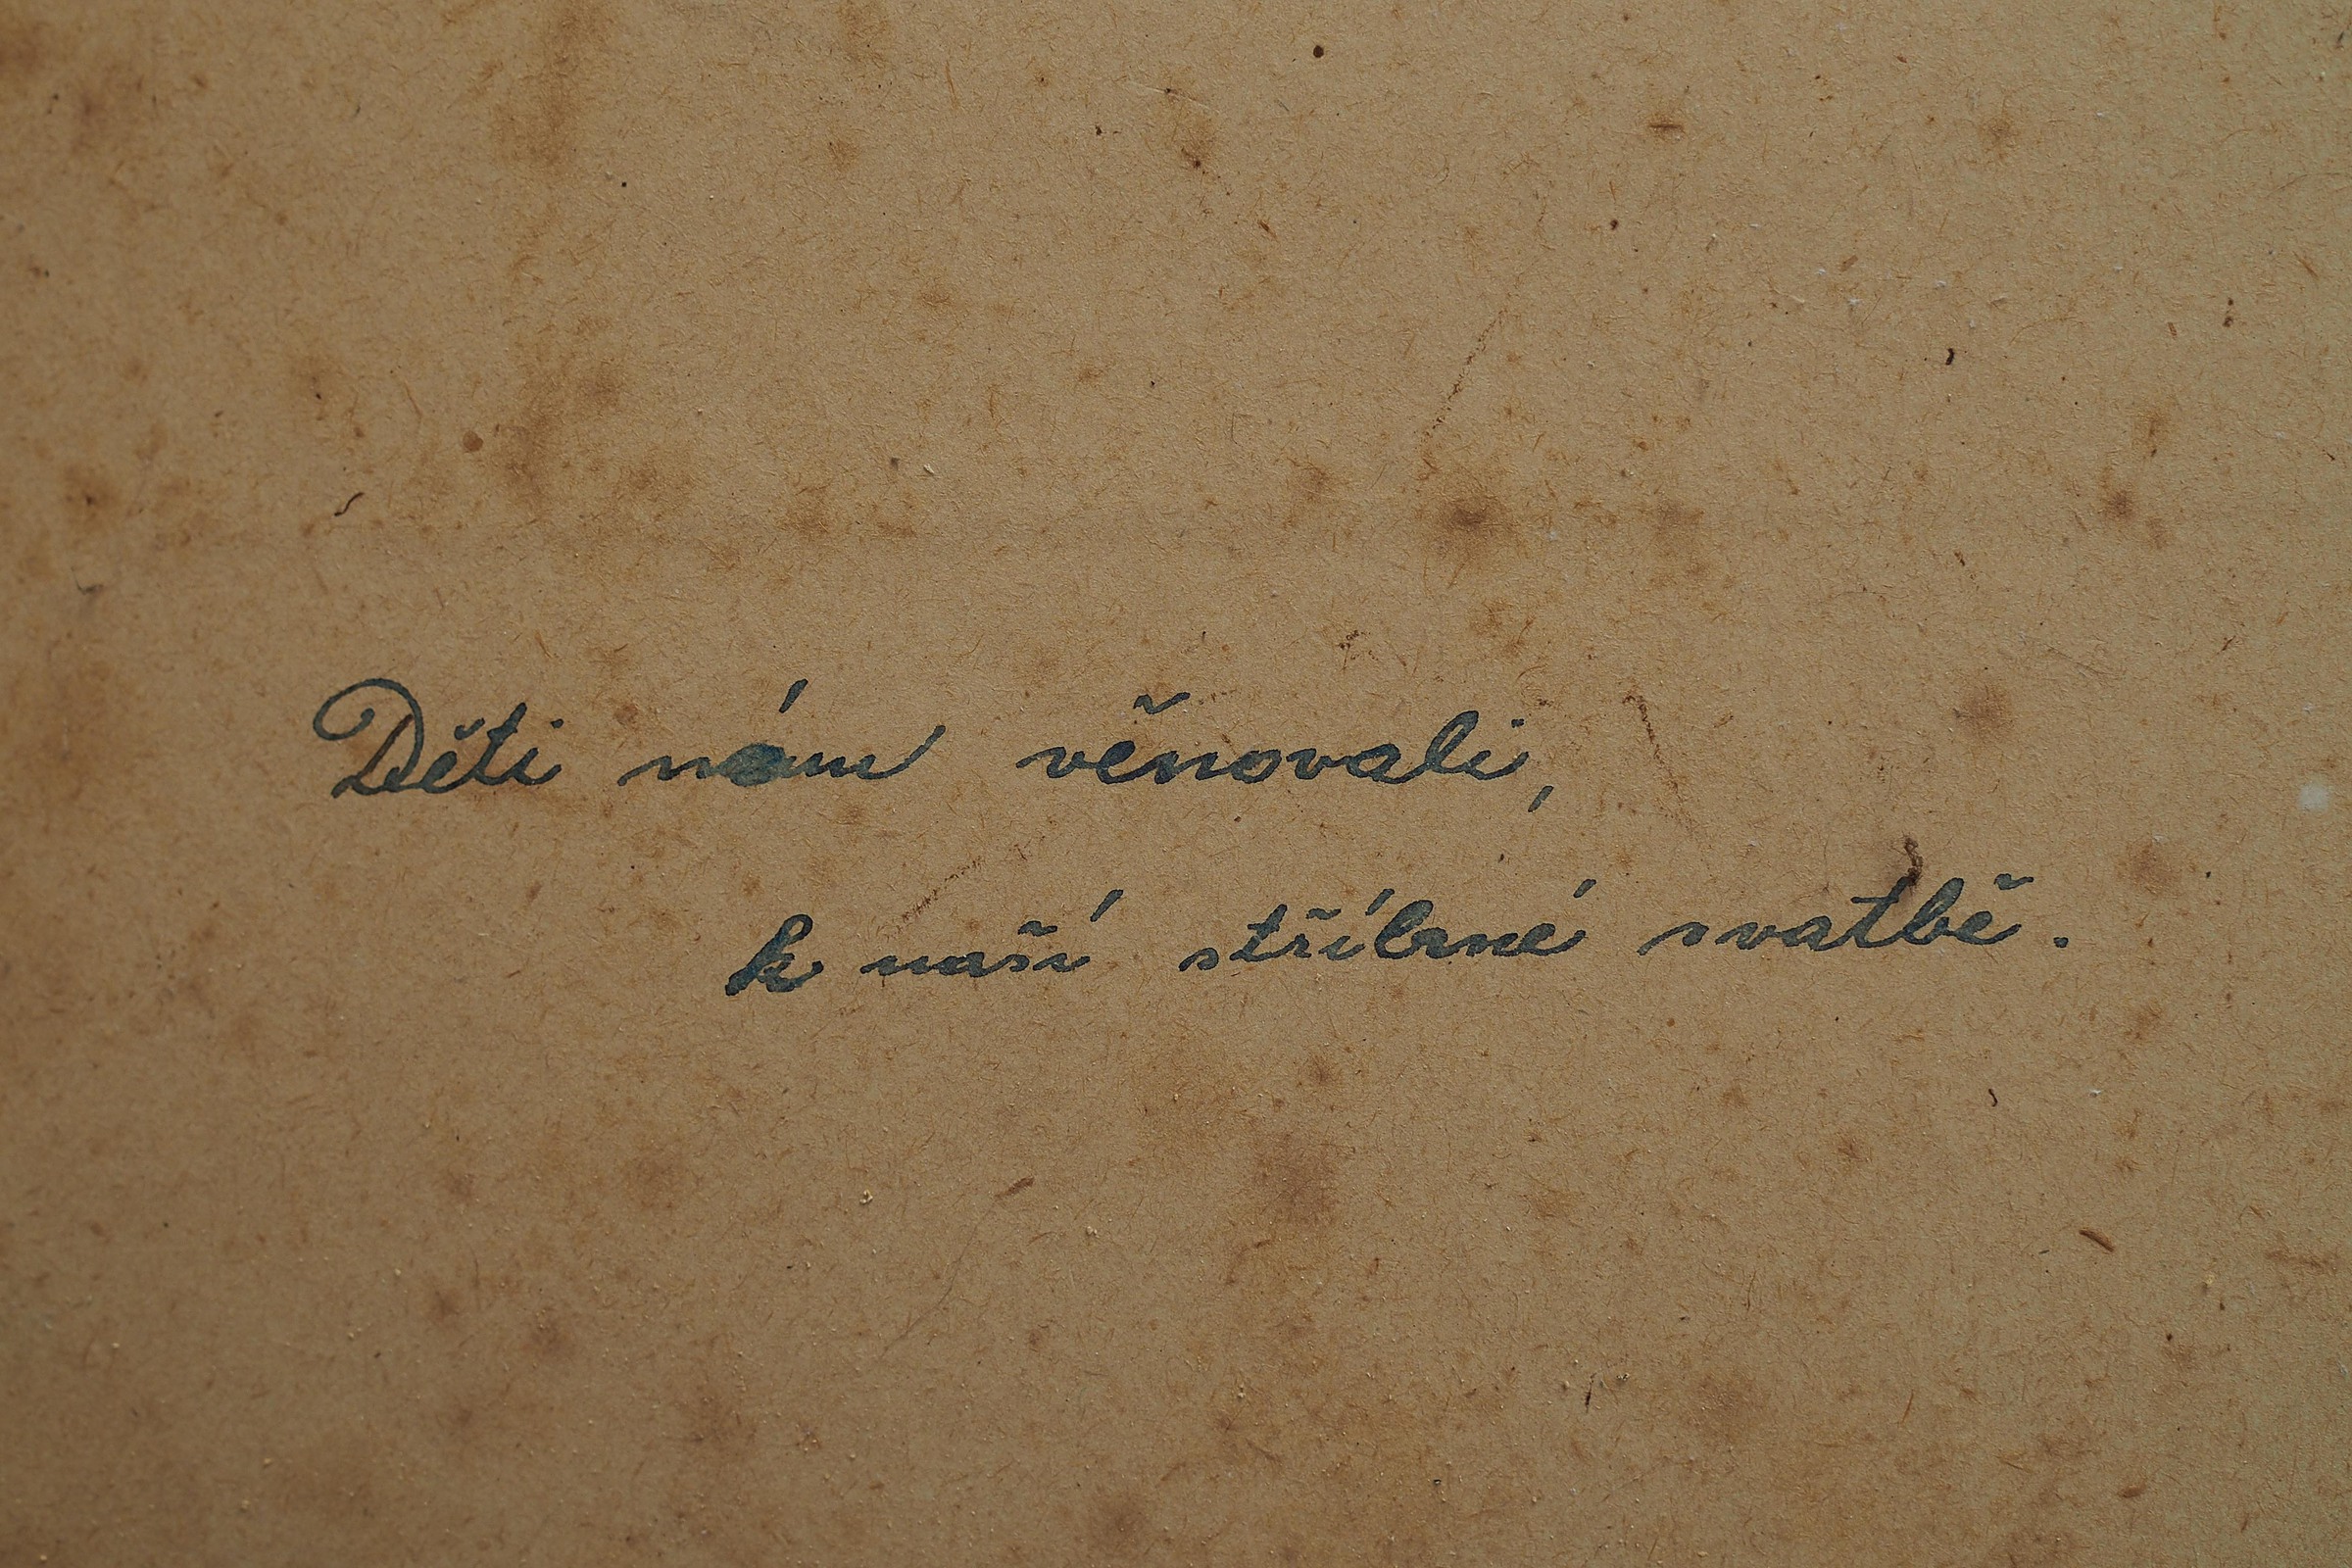 Děti nám věnovali,
k naší stříbrné svatbě.